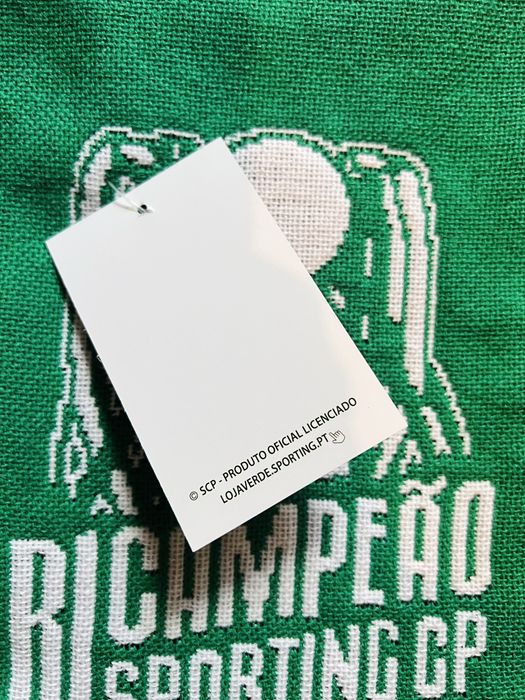 © SCP - PRODUTO OFICIAL LICENCIADO
LOJAVERDE.SPORTING.PT
BICAMPEÃO
SPORTING CP